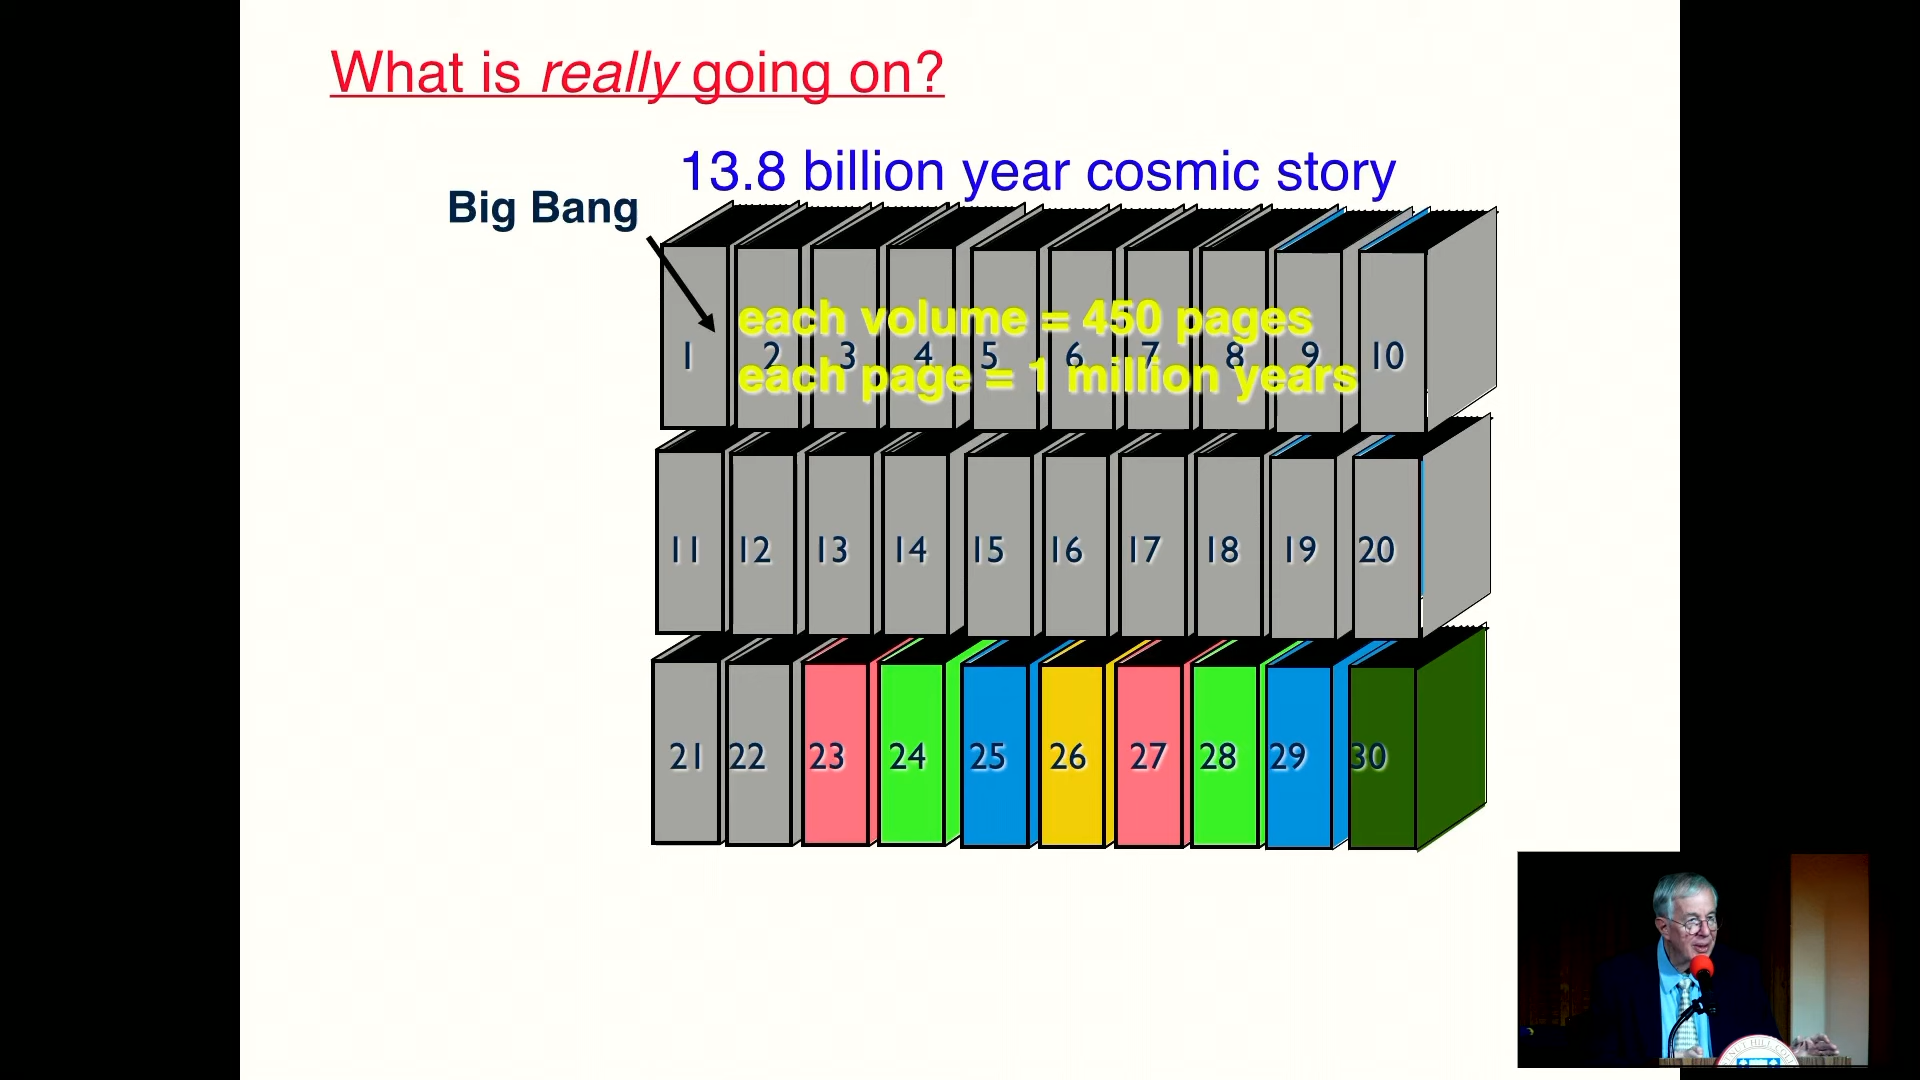 What is really going on?
13.8 billion year cosmic story
Big Bang
each volume = 450 pages
1 2 3 4 5 6 7 8 9 10
each page = 1 million years
11 12 13 14 15 16 17 18 19 20
21 22 23 24 25 26 27 28 29 30